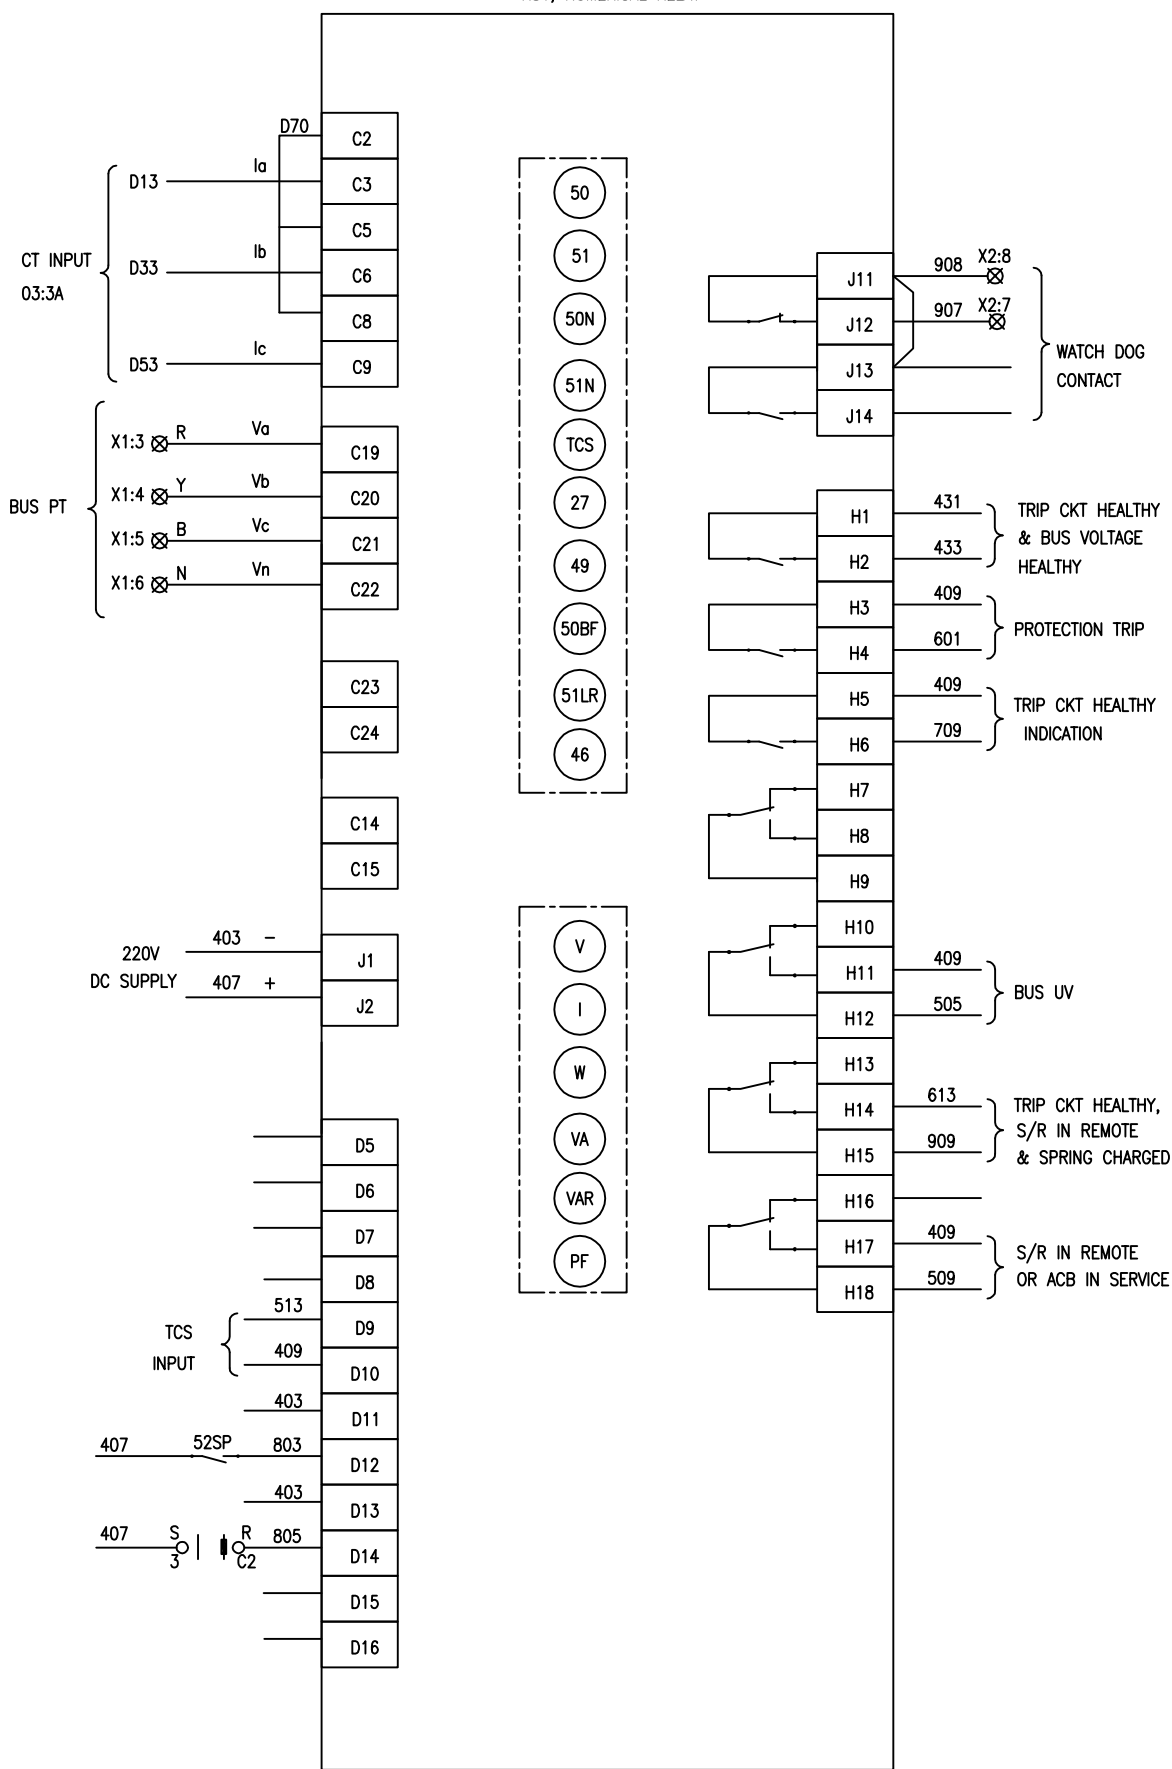 D70
C2
Ia
D13
C3
C5
CT INPUT
03:3A
Ib
D33
C6
C8
Ic
D53
C9
BUS PT
X1:3 R Va C19
X1:4 Y Vb C20
X1:5 B Vc C21
X1:6 N Vn C22
C23
C24
C14
C15
220V
DC SUPPLY
403 - J1
407 + J2
D5
D6
D7
D8
TCS
INPUT
513 D9
409 D10
403 D11
407 52SP 803 D12
403 D13
407 S 3 R C2 805 D14
D15
D16
50
51
50N
51N
TCS
27
49
50BF
51LR
46
V
I
W
VA
VAR
PF
J11 908 X2:8
J12 907 X2:7
J13
J14
WATCH DOG
CONTACT
H1 431
H2 433
TRIP CKT HEALTHY
& BUS VOLTAGE
HEALTHY
H3 409
H4 601
PROTECTION TRIP
H5 409
H6 709
TRIP CKT HEALTHY
INDICATION
H7
H8
H9
H10
H11 409
H12 505
BUS UV
H13
H14 613
H15 909
TRIP CKT HEALTHY,
S/R IN REMOTE
& SPRING CHARGED
H16
H17 409
H18 509
S/R IN REMOTE
OR ACB IN SERVICE